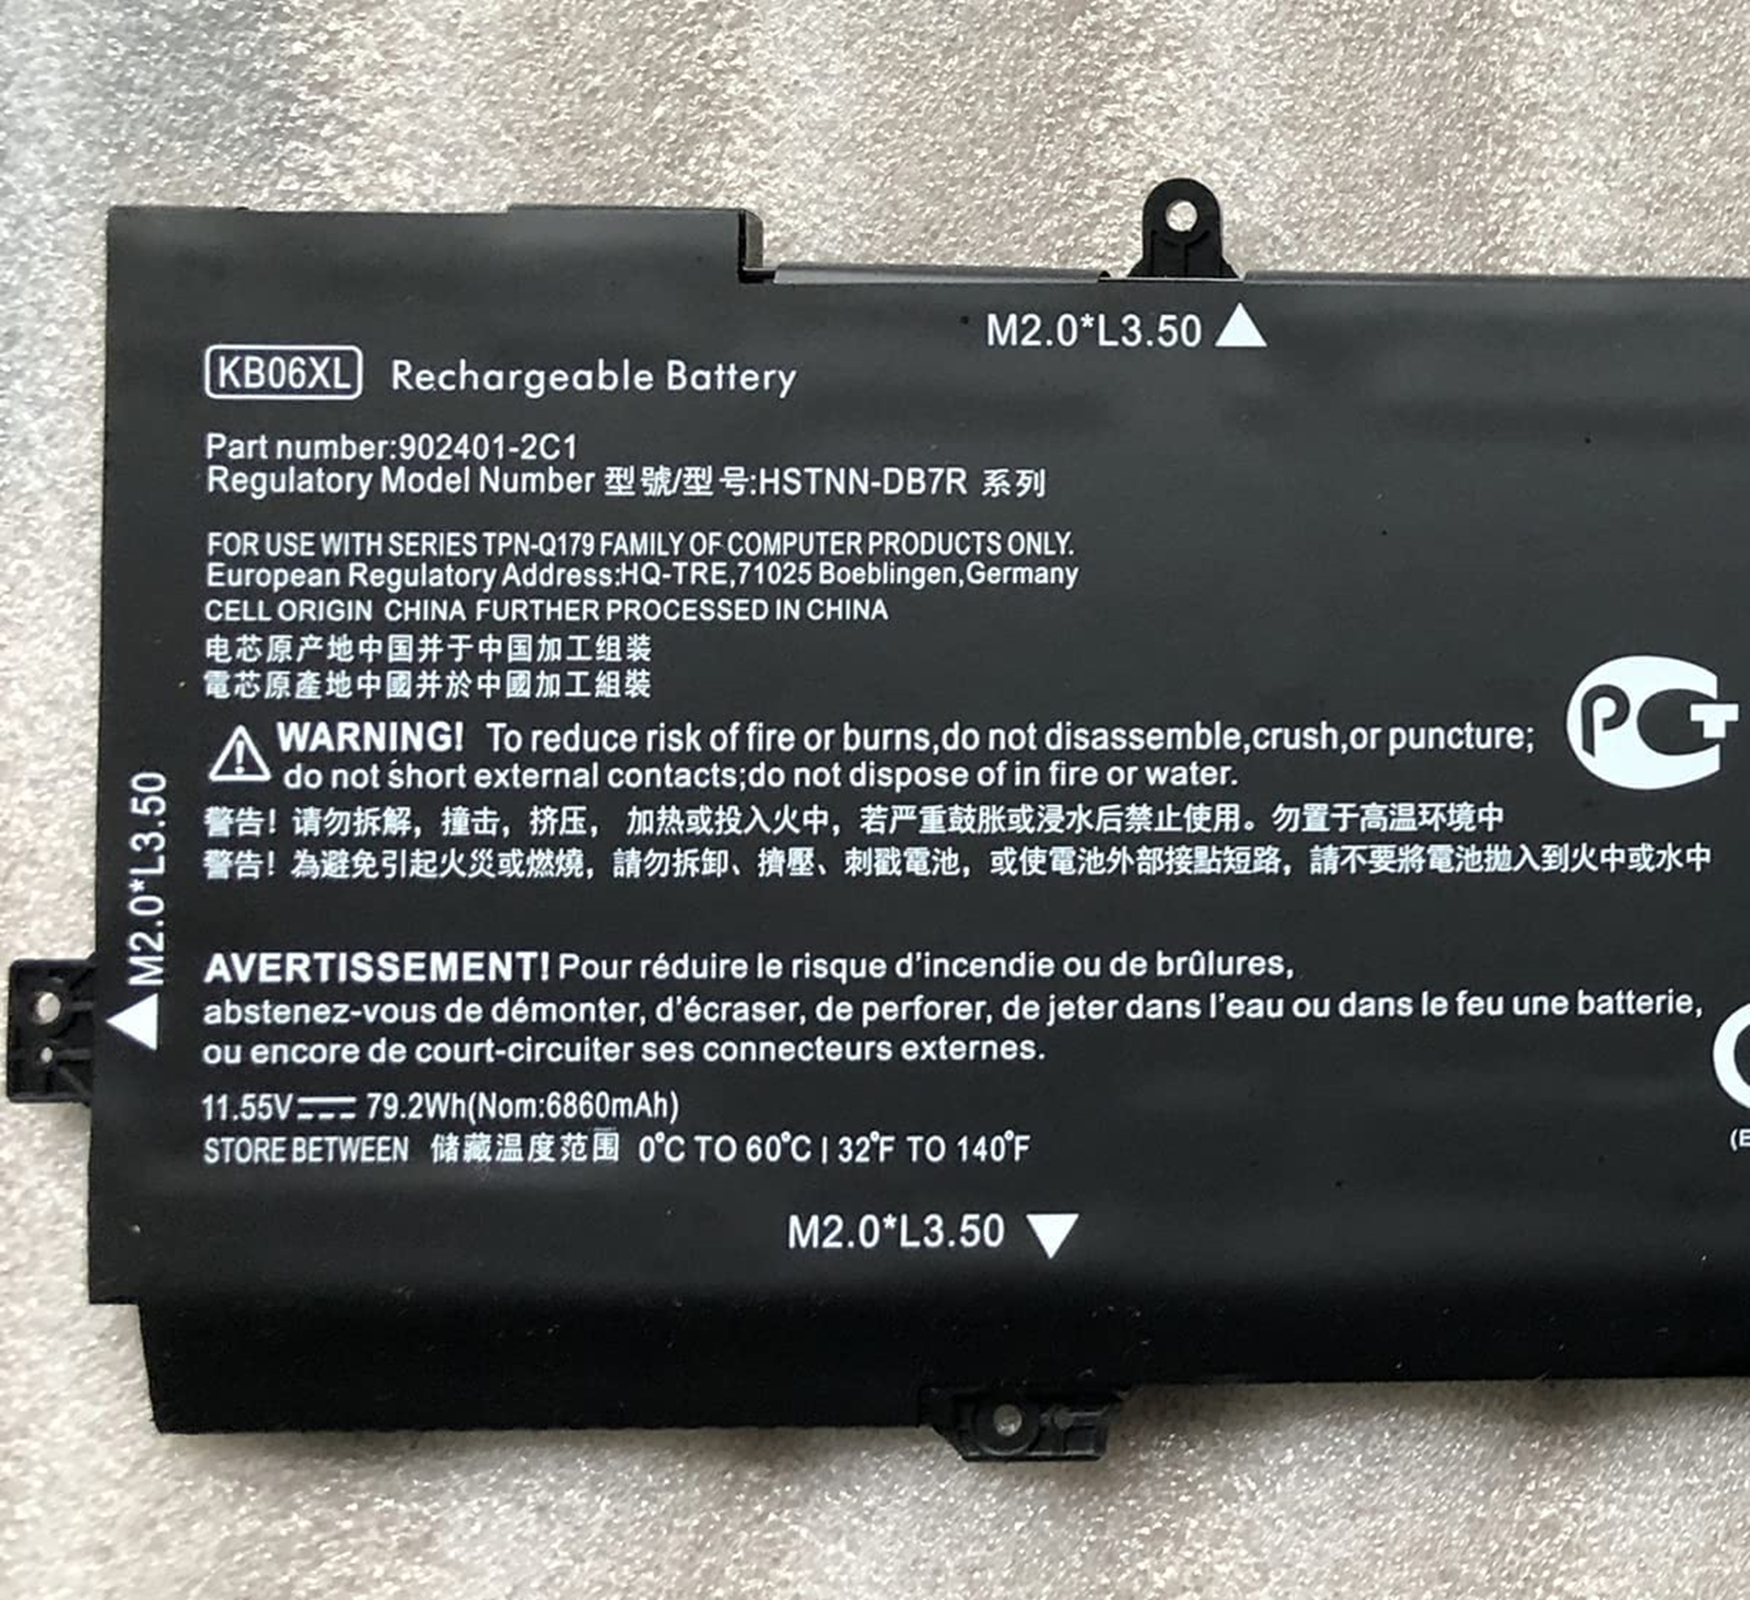 M2.0*L3.50
KB06XL Rechargeable Battery
Part number:902401-2C1
Regulatory Model Number 型號/型号:HSTNN-DB7R 系列
FOR USE WITH SERIES TPN-Q179 FAMILY OF COMPUTER PRODUCTS ONLY.
European Regulatory Address:HQ-TRE,71025 Boeblingen,Germany
CELL ORIGIN CHINA FURTHER PROCESSED IN CHINA
电芯原产地中国并于中国加工组装
電芯原產地中國并於中國加工組裝
WARNING! To reduce risk of fire or burns,do not disassemble,crush,or puncture;
do not short external contacts;do not dispose of in fire or water.
警告！请勿拆解，撞击，挤压，加热或投入火中，若严重鼓胀或浸水后禁止使用。勿置于高温环境中
警告！為避免引起火災或燃燒，請勿拆卸、擠壓、刺戳電池，或使電池外部接點短路，請不要將電池拋入到火中或水中
M2.0*L3.50
AVERTISSEMENT! Pour réduire le risque d'incendie ou de brûlures,
abstenez-vous de démonter, d'écraser, de perforer, de jeter dans l'eau ou dans le feu une batterie,
ou encore de court-circuiter ses connecteurs externes.
11.55V 79.2Wh(Nom:6860mAh)
STORE BETWEEN 储藏温度范围 0°C TO 60°C | 32°F TO 140°F
M2.0*L3.50